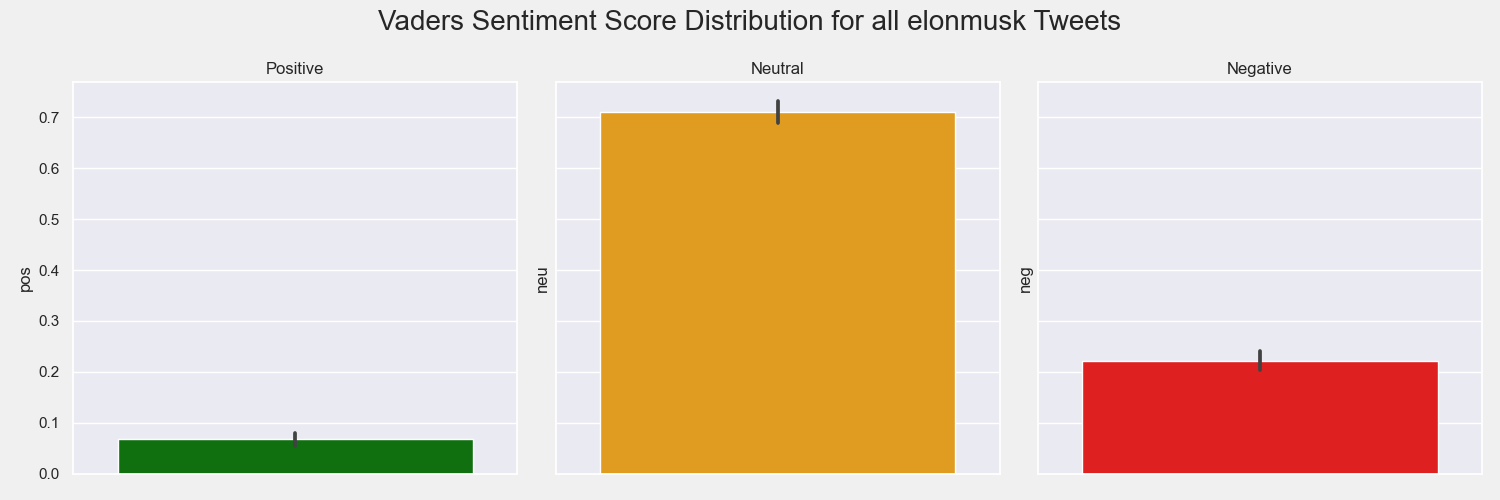 Vaders Sentiment Score Distribution for all elonmusk Tweets
Positive
Neutral
Negative
pos
0.7
0.6
0.5
0.4
0.3
0.2
0.1
0.0
neu
neg